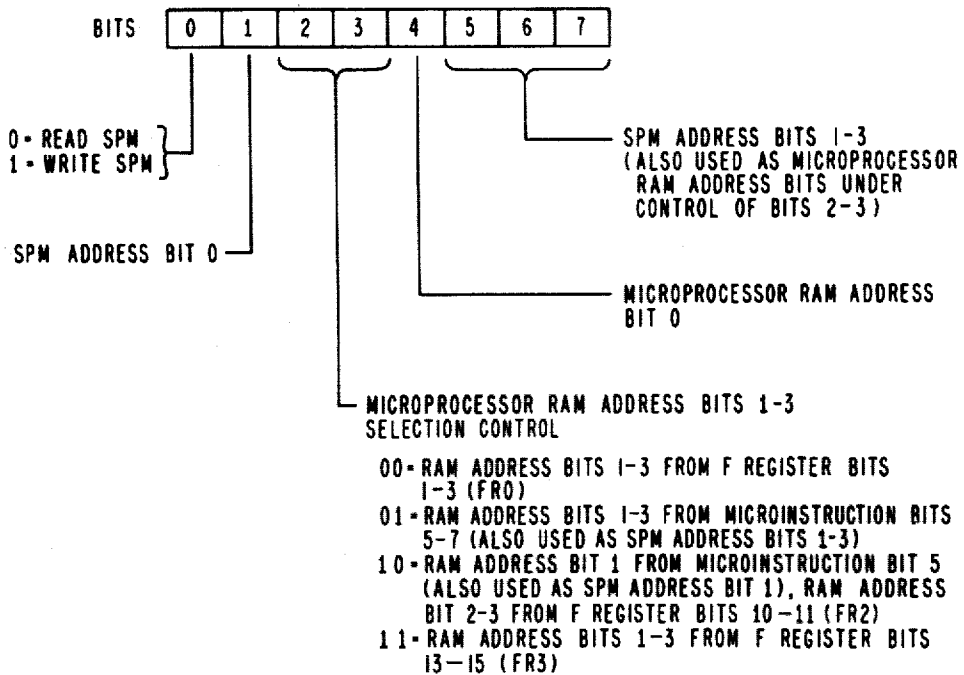 BITS 0 1 2 3 4 5 6 7
0 = READ SPM
1 = WRITE SPM
SPM ADDRESS BITS 1-3
(ALSO USED AS MICROPROCESSOR
RAM ADDRESS BITS UNDER
CONTROL OF BITS 2-3)
SPM ADDRESS BIT 0
MICROPROCESSOR RAM ADDRESS
BIT 0
MICROPROCESSOR RAM ADDRESS BITS 1-3
SELECTION CONTROL
00 = RAM ADDRESS BITS 1-3 FROM F REGISTER BITS
1-3 (FR0)
01 = RAM ADDRESS BITS 1-3 FROM MICROINSTRUCTION BITS
5-7 (ALSO USED AS SPM ADDRESS BITS 1-3)
10 = RAM ADDRESS BIT 1 FROM MICROINSTRUCTION BIT 5
(ALSO USED AS SPM ADDRESS BIT 1), RAM ADDRESS
BIT 2-3 FROM F REGISTER BITS 10-11 (FR2)
11 = RAM ADDRESS BITS 1-3 FROM F REGISTER BITS
13-15 (FR3)